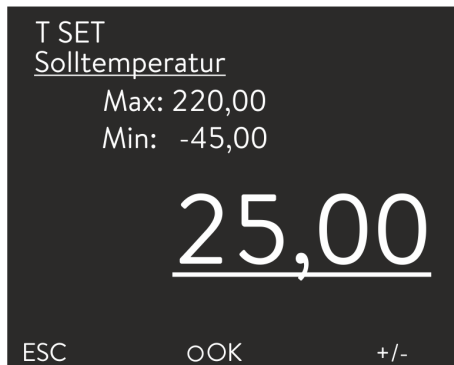 T SET
Solltemperatur
Max: 220,00
Min: -45,00
25,00
ESC ○OK +/-